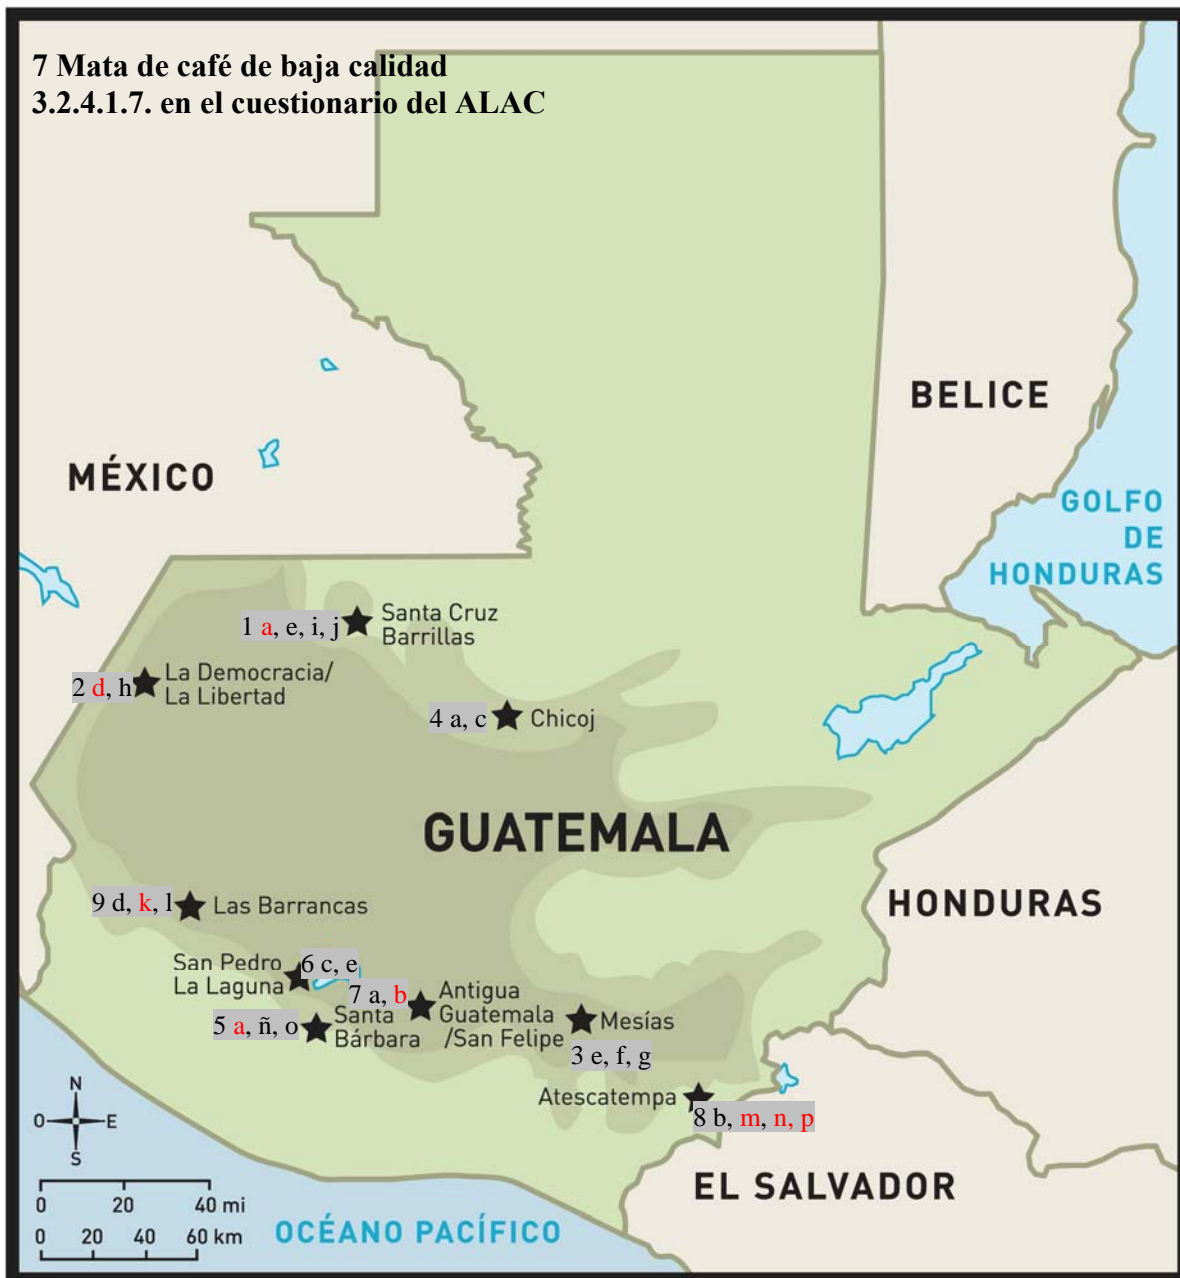 7 Mata de café de baja calidad
3.2.4.1.7. en el cuestionario del ALAC
BELICE
MÉXICO
GOLFO
DE
HONDURAS
1 a, e, i, j
Santa Cruz
Barrillas
2 d, h
La Democracia/
La Libertad
4 a, c
Chicoj
GUATEMALA
HONDURAS
9 d, k, l
Las Barrancas
San Pedro
La Laguna
6 c, e
7 a, b
Antigua
Guatemala
/San Felipe
5 a, ñ, o
Santa
Bárbara
Mesías
3 e, f, g
Atescatempa
8 b, m, n, p
N
O
E
S
EL SALVADOR
0 20 40 mi
0 20 40 60 km
OCÉANO PACÍFICO